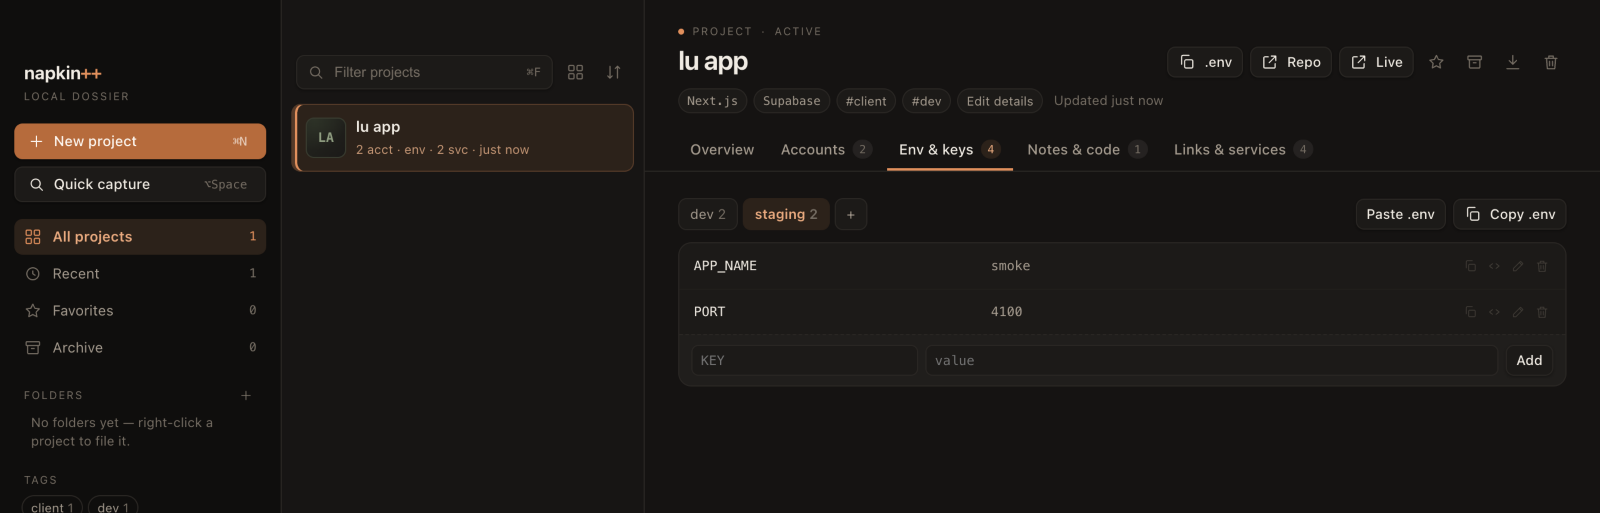 napkin++
LOCAL DOSSIER
New project ⌘N
Quick capture ⌥Space
All projects 1
Recent 1
Favorites 0
Archive 0
FOLDERS +
No folders yet — right-click a
project to file it.
TAGS
client 1 dev 1
Filter projects ⌘F
LA
lu app
2 acct · env · 2 svc · just now
PROJECT · ACTIVE
lu app
.env Repo Live
Next.js Supabase #client #dev Edit details Updated just now
Overview Accounts 2 Env & keys 4 Notes & code 1 Links & services 4
dev 2 staging 2 + Paste .env Copy .env
APP_NAME smoke
PORT 4100
KEY value Add